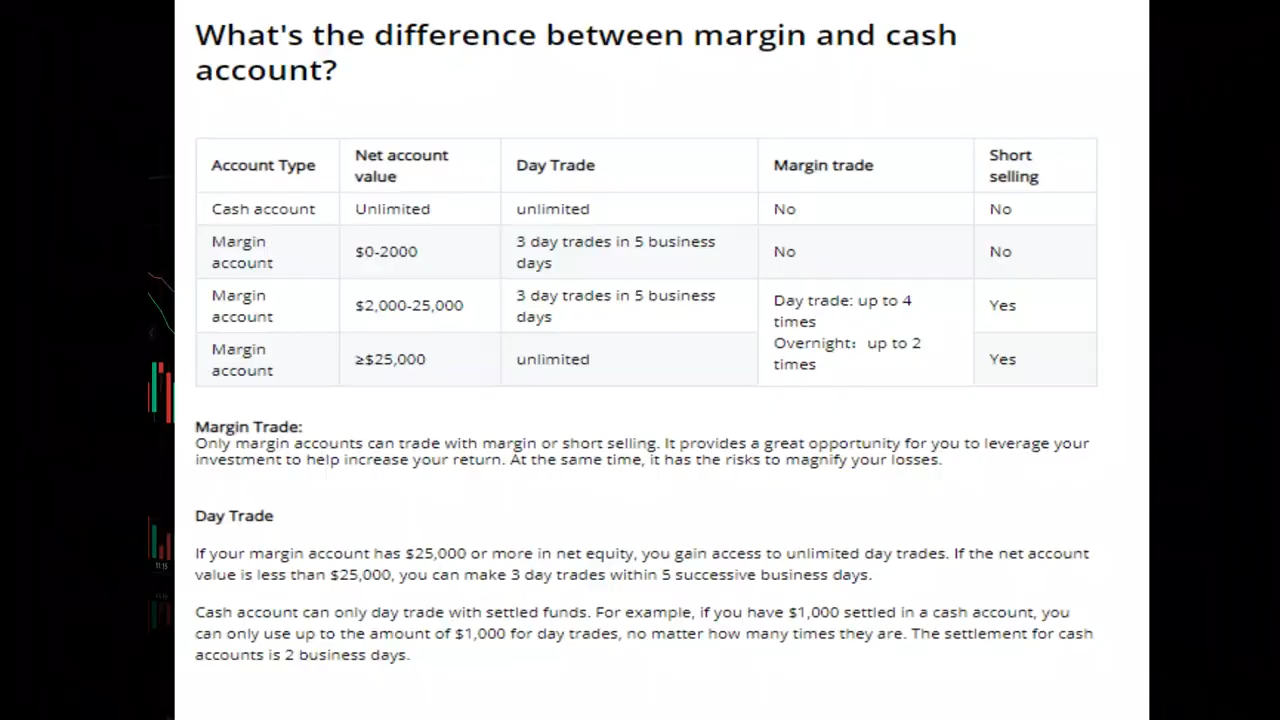 What's the difference between margin and cash
account?
Account Type
Net account
value
Day Trade
Margin trade
Short
selling
Cash account
Unlimited
unlimited
No
No
Margin
account
$0-2000
3 day trades in 5 business
days
No
No
Margin
account
$2,000-25,000
3 day trades in 5 business
days
Day trade: up to 4
times
Overnight： up to 2
times
Yes
Margin
account
≥$25,000
unlimited
Yes
Margin Trade:
Only margin accounts can trade with margin or short selling. It provides a great opportunity for you to leverage your
investment to help increase your return. At the same time, it has the risks to magnify your losses.
Day Trade
If your margin account has $25,000 or more in net equity, you gain access to unlimited day trades. If the net account
value is less than $25,000, you can make 3 day trades within 5 successive business days.
Cash account can only day trade with settled funds. For example, if you have $1,000 settled in a cash account, you
can only use up to the amount of $1,000 for day trades, no matter how many times they are. The settlement for cash
accounts is 2 business days.
11:15